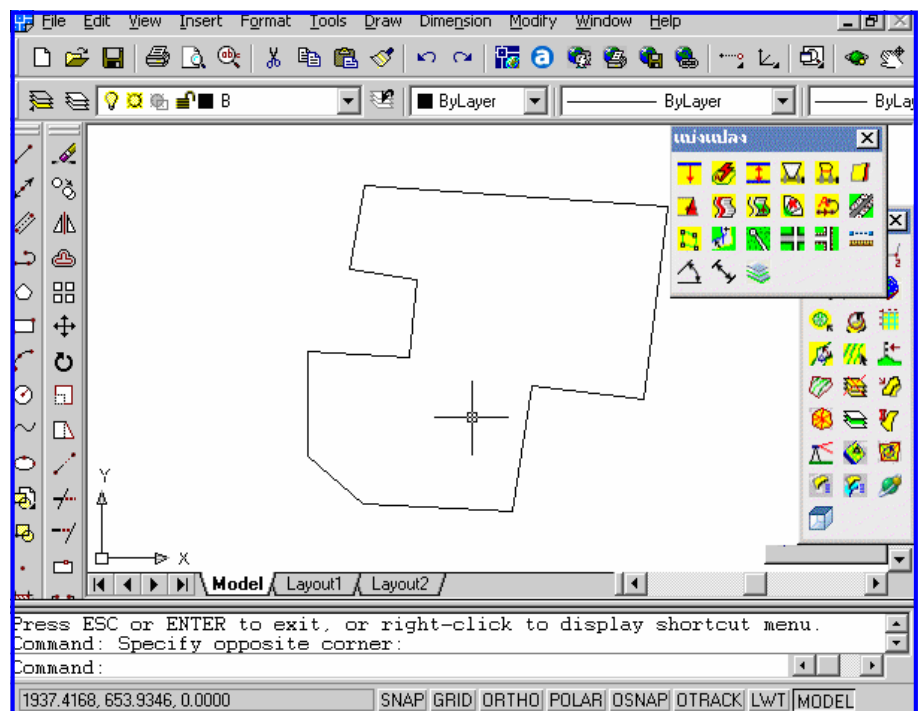 File Edit View Insert Format Tools Draw Dimension Modify Window Help
a
B ByLayer ByLayer ByLa
แบ่งแปลง
Y
X
Model Layout1 Layout2
Press ESC or ENTER to exit, or right-click to display shortcut menu.
Command: Specify opposite corner:
Command:
1937.4168, 653.9346, 0.0000 SNAP GRID ORTHO POLAR OSNAP OTRACK LWT MODEL